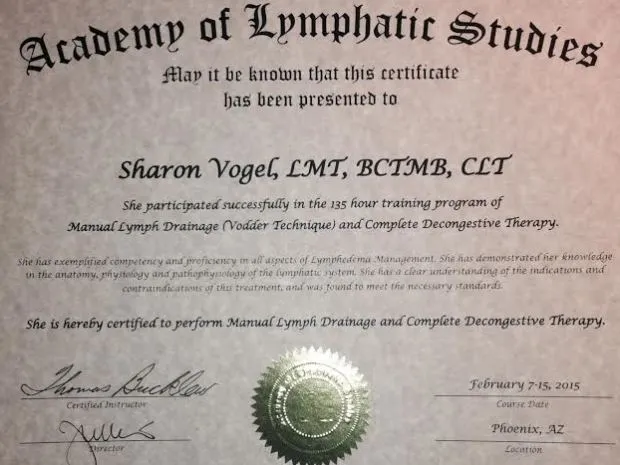 Academy of Lymphatic Studies
May it be known that this certificate
has been presented to
Sharon Vogel, LMT, BCTMB, CLT
She participated successfully in the 135 hour training program of
Manual Lymph Drainage (Vodder Technique) and Complete Decongestive Therapy.
She has exemplified competency and proficiency in all aspects of Lymphedema Management. She has demonstrated her knowledge
in the anatomy, physiology and pathophysiology of the lymphatic system. She has a clear understanding of the indications and
contraindications of this treatment, and was found to meet the necessary standards.
She is hereby certified to perform Manual Lymph Drainage and Complete Decongestive Therapy.
Thomas
Certified Instructor
Director
February 7-15, 2015
Course Date
Phoenix, AZ
Location